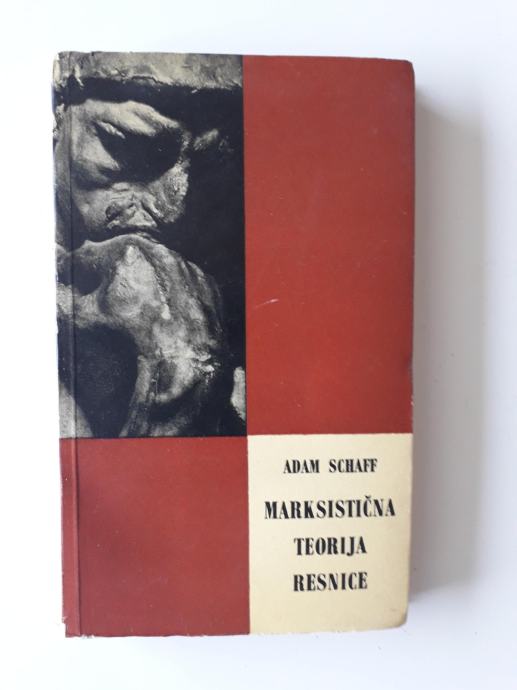 ADAM SCHAFF
MARKSISTIČNA
TEORIJA
RESNICE